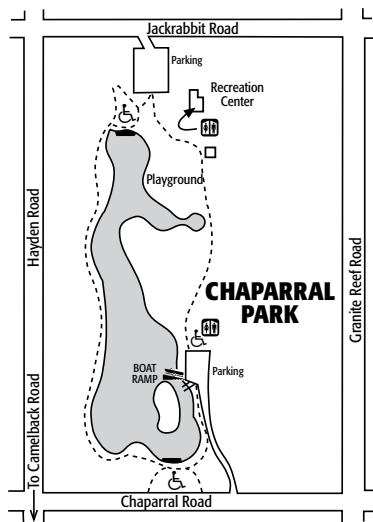 Jackrabbit Road
Parking
Recreation
Center
Playground
Hayden Road
Granite Reef Road
CHAPARRAL
PARK
BOAT
RAMP
Parking
To Camelback Road
Chaparral Road